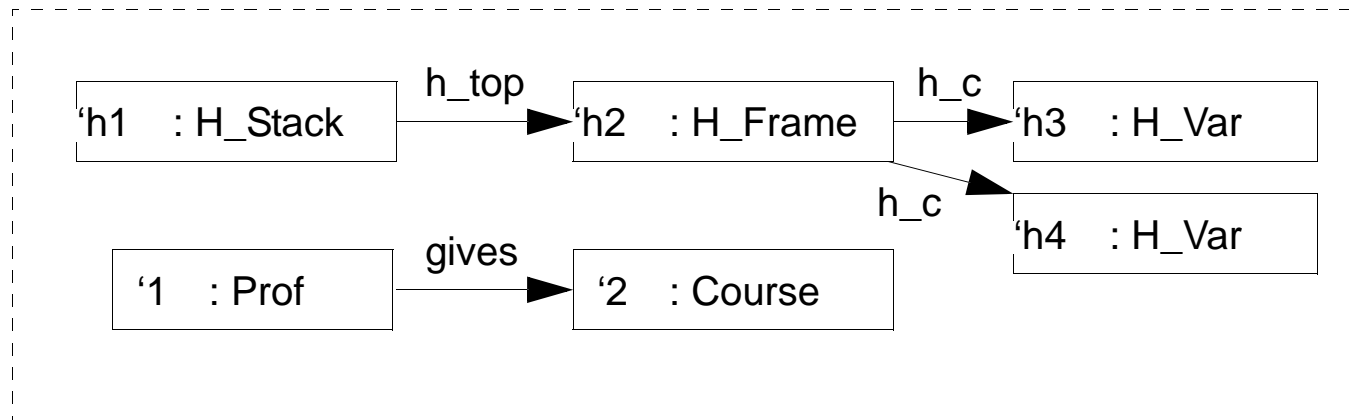 h_top
h_c
‘h1 : H_Stack
‘h2 : H_Frame
‘h3 : H_Var
h_c
‘h4 : H_Var
gives
‘1 : Prof
‘2 : Course